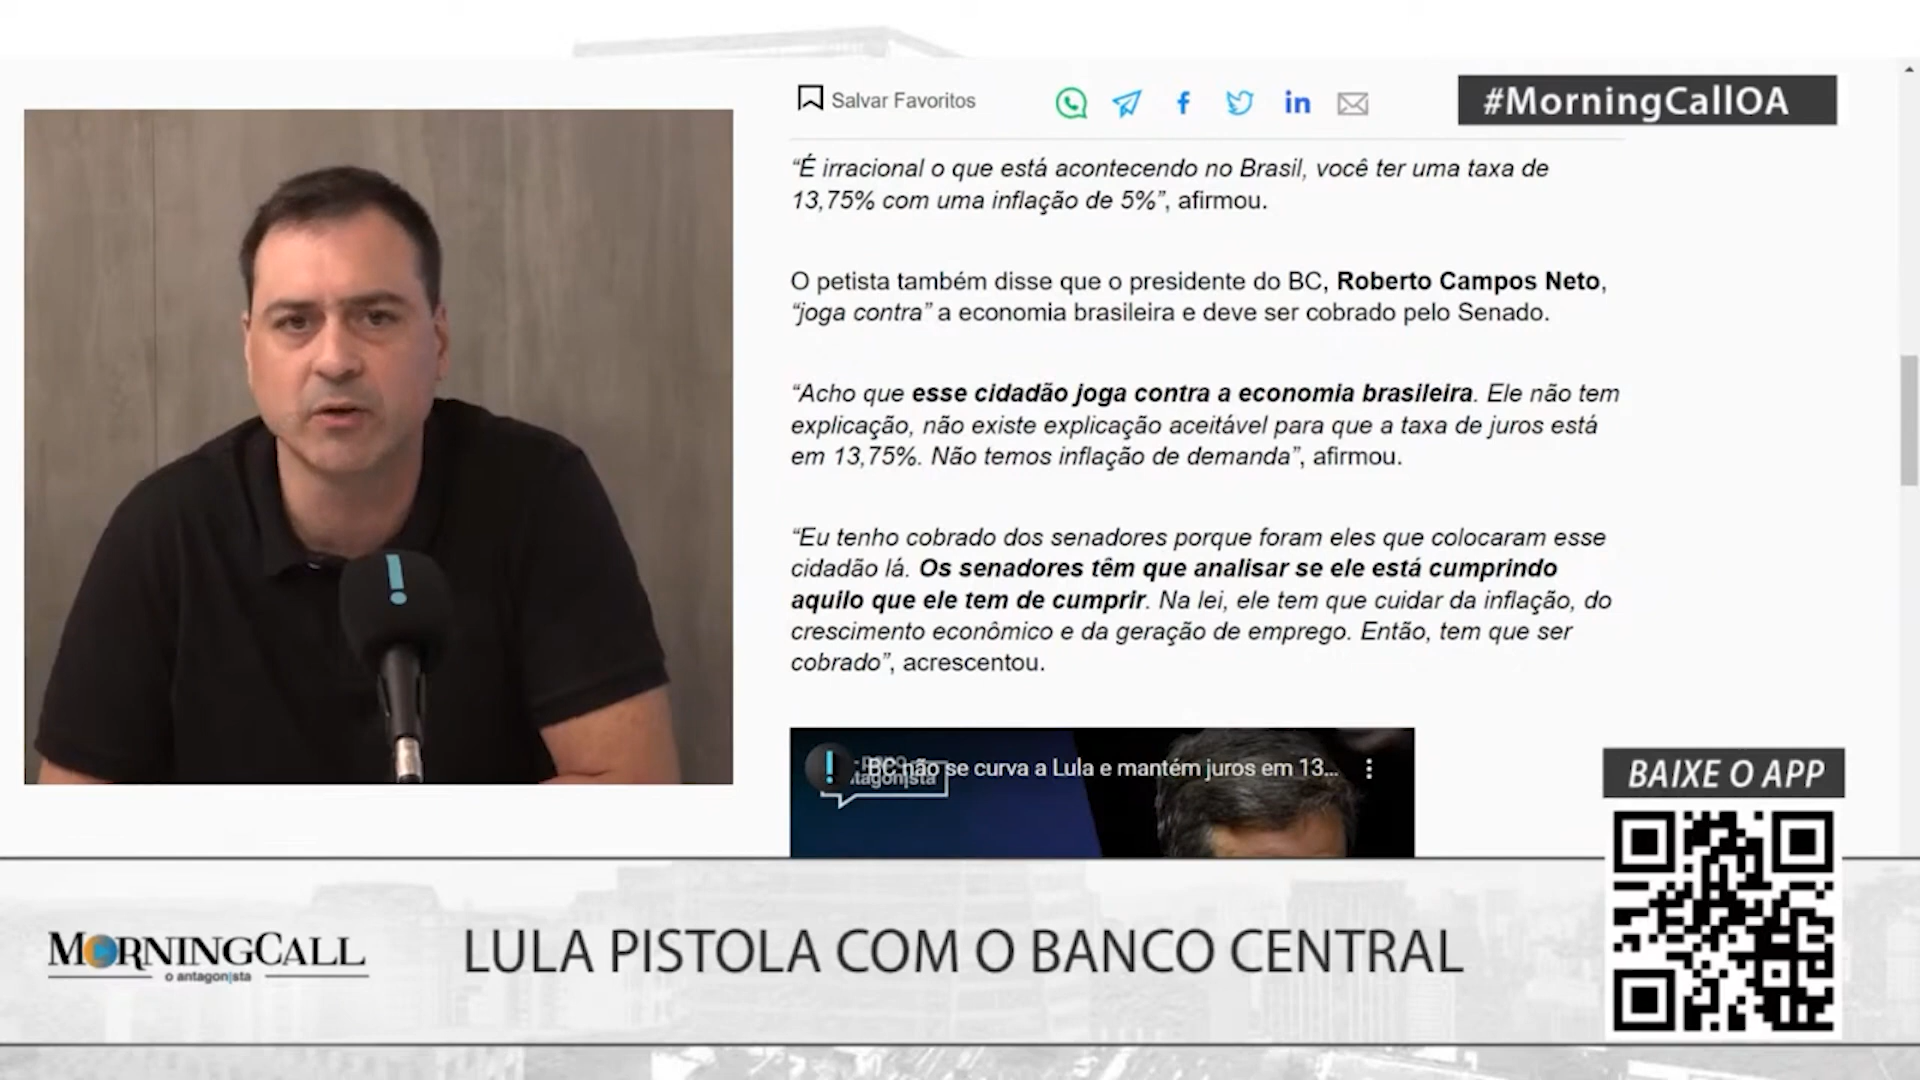 Salvar Favoritos
#MorningCallOA
“É irracional o que está acontecendo no Brasil, você ter uma taxa de
13,75% com uma inflação de 5%”, afirmou.
O petista também disse que o presidente do BC, Roberto Campos Neto,
“joga contra” a economia brasileira e deve ser cobrado pelo Senado.
“Acho que esse cidadão joga contra a economia brasileira. Ele não tem
explicação, não existe explicação aceitável para que a taxa de juros está
em 13,75%. Não temos inflação de demanda”, afirmou.
“Eu tenho cobrado dos senadores porque foram eles que colocaram esse
cidadão lá. Os senadores têm que analisar se ele está cumprindo
aquilo que ele tem de cumprir. Na lei, ele tem que cuidar da inflação, do
crescimento econômico e da geração de emprego. Então, tem que ser
cobrado”, acrescentou.
BC não se curva a Lula e mantém juros em 13...
BAIXE O APP
MORNINGCALL
o antagonista
LULA PISTOLA COM O BANCO CENTRAL